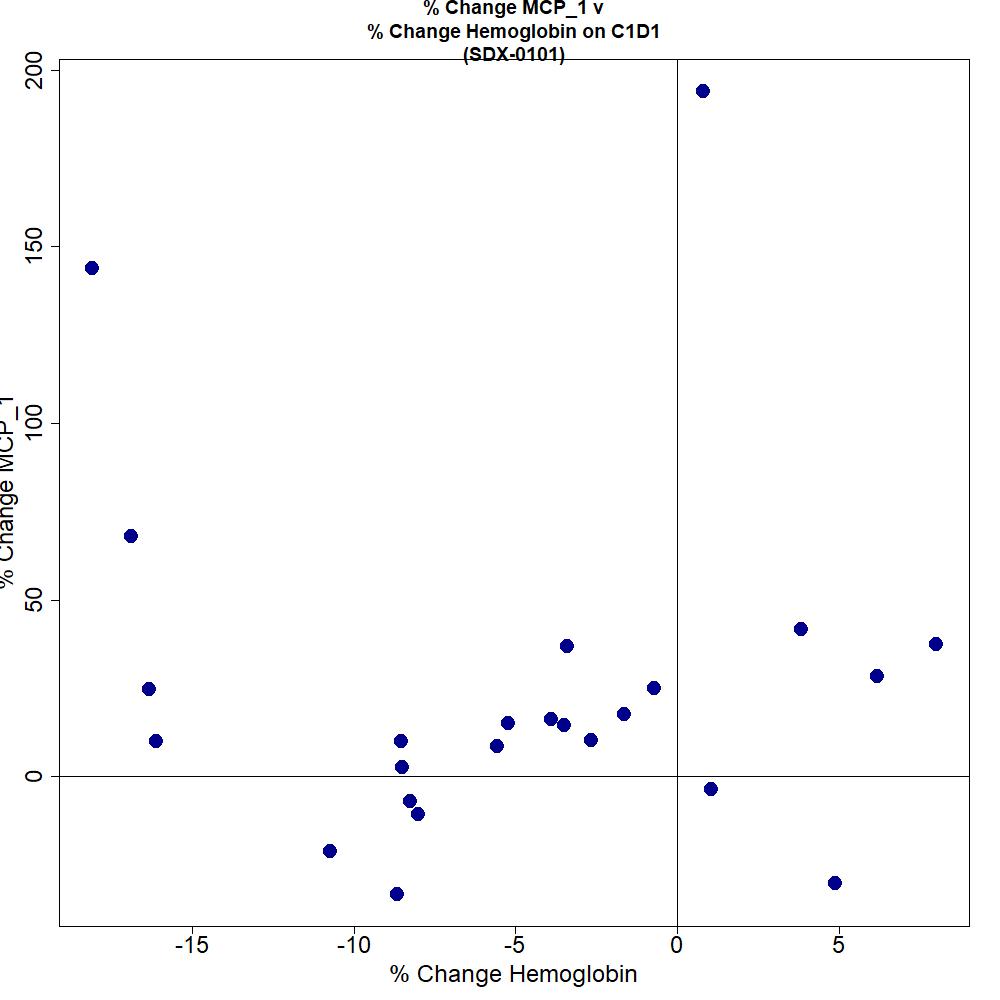 % Change MCP_1 v
% Change Hemoglobin on C1D1
(SDX-0101)
200
150
100
50
0
% Change MCP_1
-15
-10
-5
0
5
% Change Hemoglobin